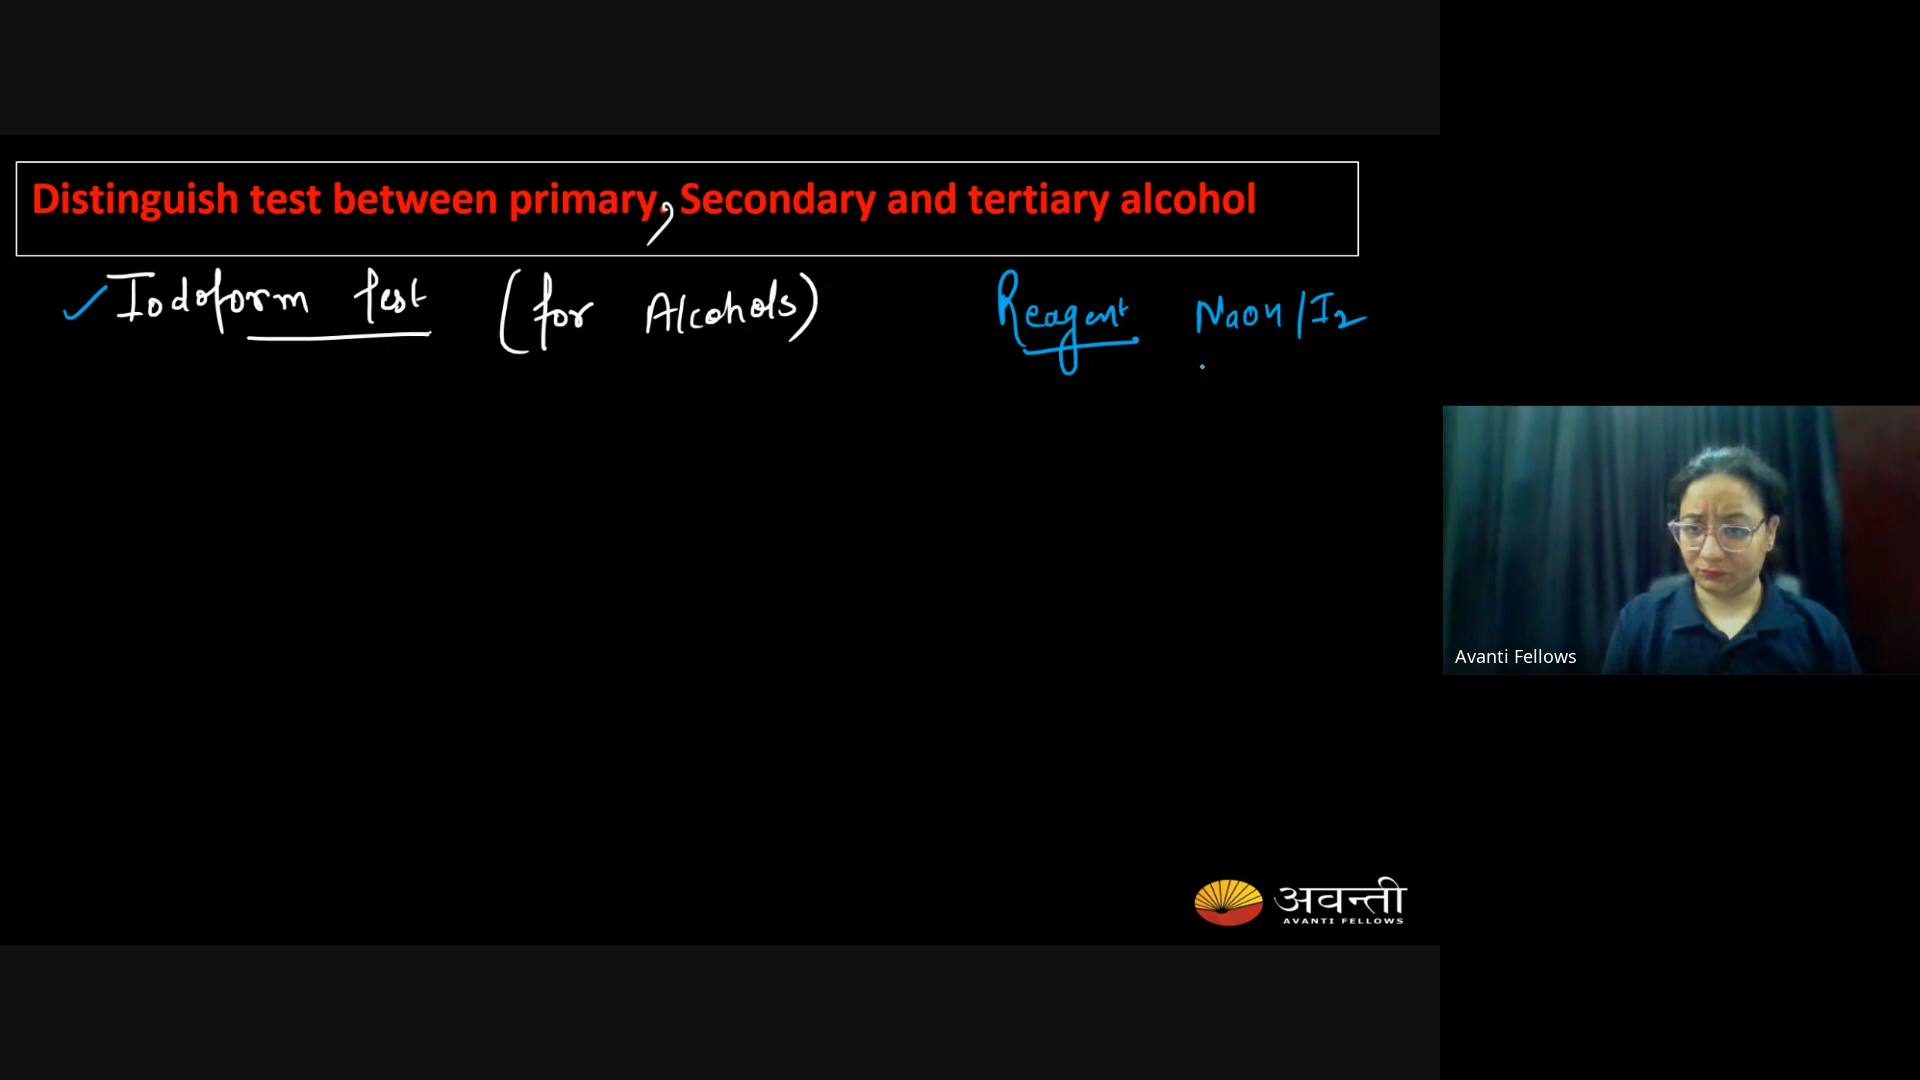 Distinguish test between primary, Secondary and tertiary alcohol
Iodoform test (for Alcohols)
Reagent NaOH/I2
Avanti Fellows
अवन्ती
AVANTI FELLOWS